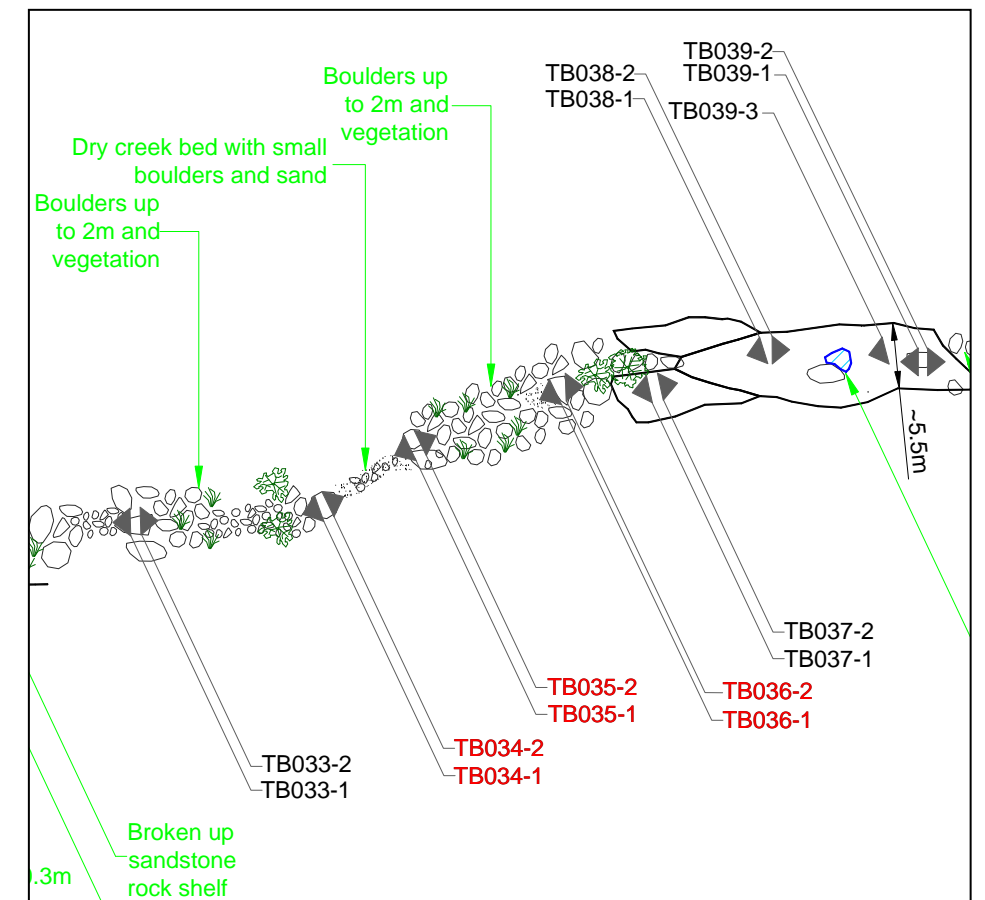 TB039-2
TB038-2
TB039-1
Boulders up
to 2m and
vegetation
TB038-1
TB039-3
Dry creek bed with small
boulders and sand
Boulders up
to 2m and
vegetation
~5.5m
TB037-2
TB037-1
TB035-2
TB035-1
TB036-2
TB036-1
TB034-2
TB034-1
TB033-2
TB033-1
Broken up
sandstone
rock shelf
.3m